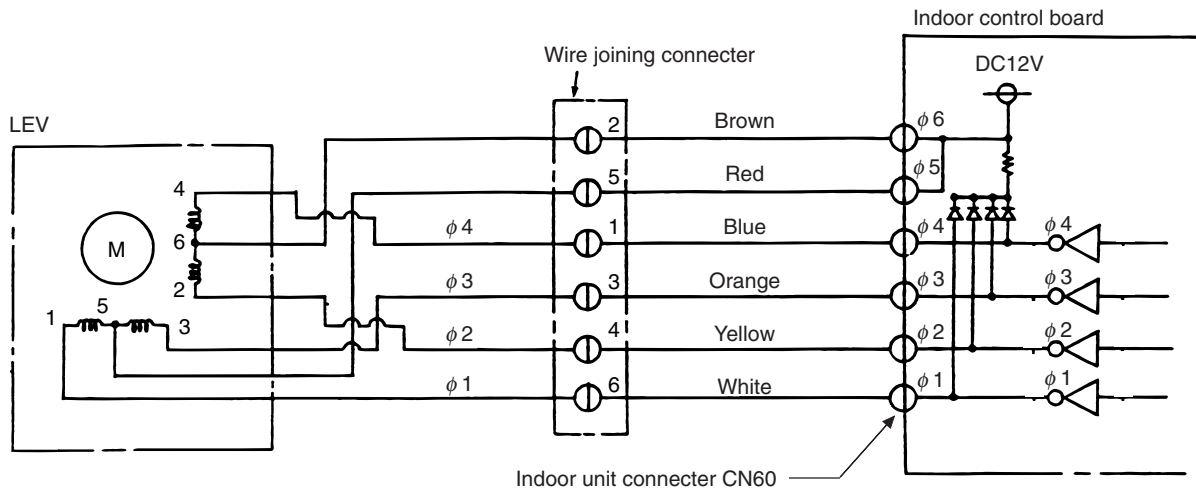 Indoor control board
Wire joining connecter
DC12V
LEV
2 Brown ϕ6
5 Red ϕ5
4
ϕ4 1 Blue ϕ4 ϕ4
6
M
2
ϕ3 3 Orange ϕ3 ϕ3
1 5 3
ϕ2 4 Yellow ϕ2 ϕ2
ϕ1 6 White ϕ1 ϕ1
Indoor unit connecter CN60